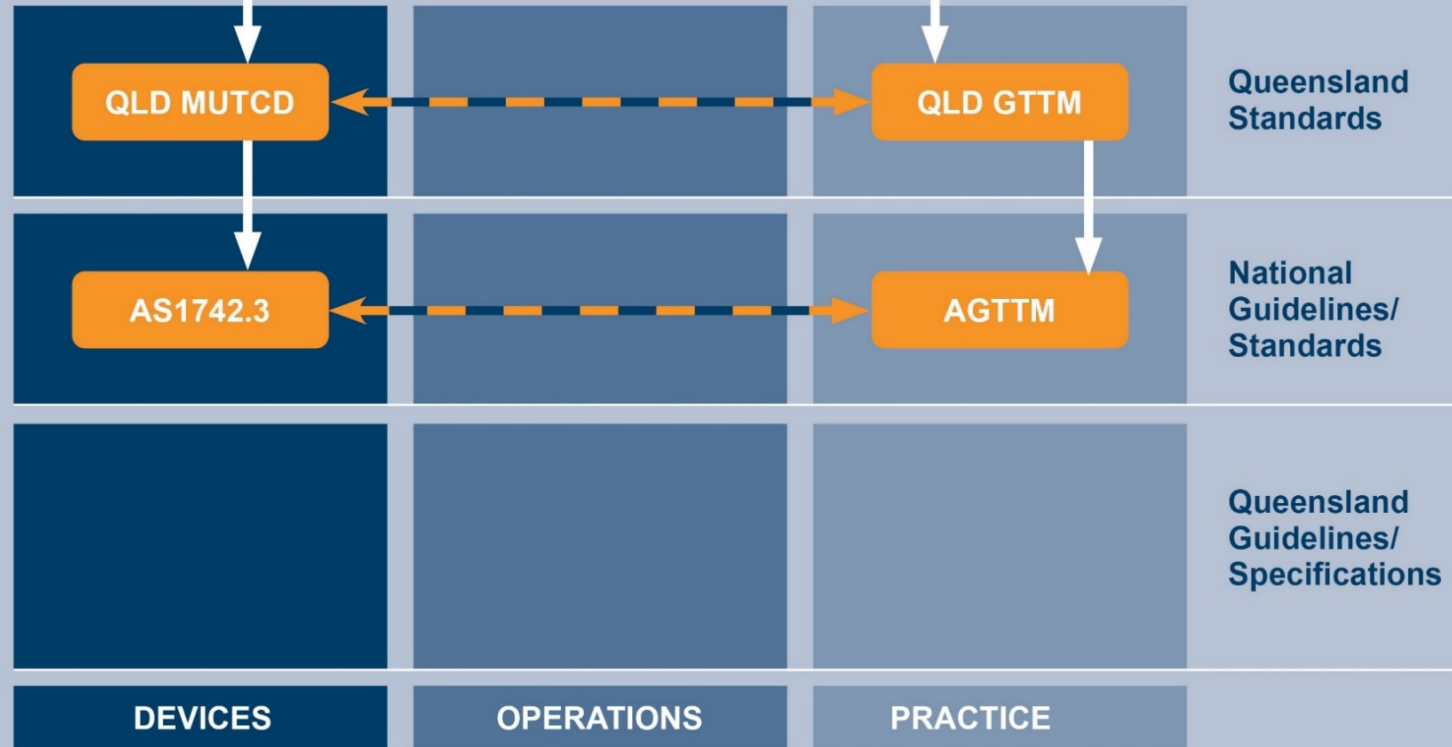 QLD MUTCD
QLD GTTM
Queensland
Standards
AS1742.3
AGTTM
National
Guidelines/
Standards
Queensland
Guidelines/
Specifications
DEVICES
OPERATIONS
PRACTICE